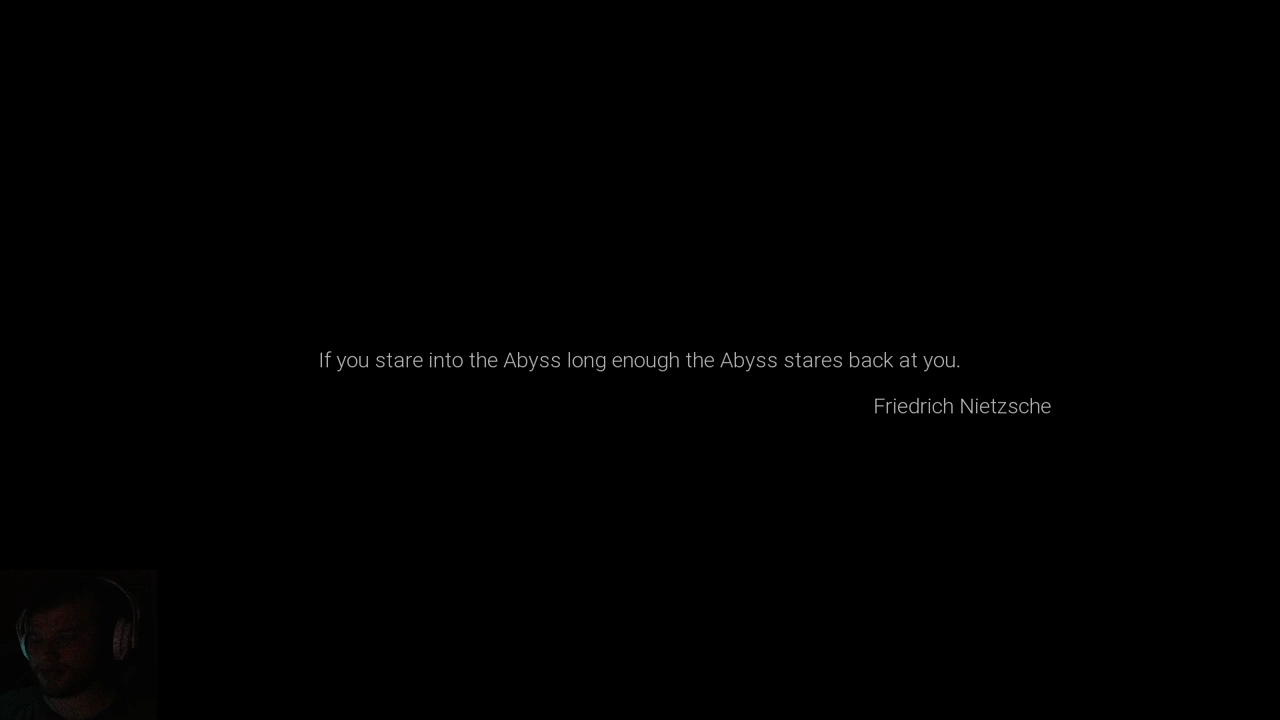 If you stare into the Abyss long enough the Abyss stares back at you.
Friedrich Nietzsche